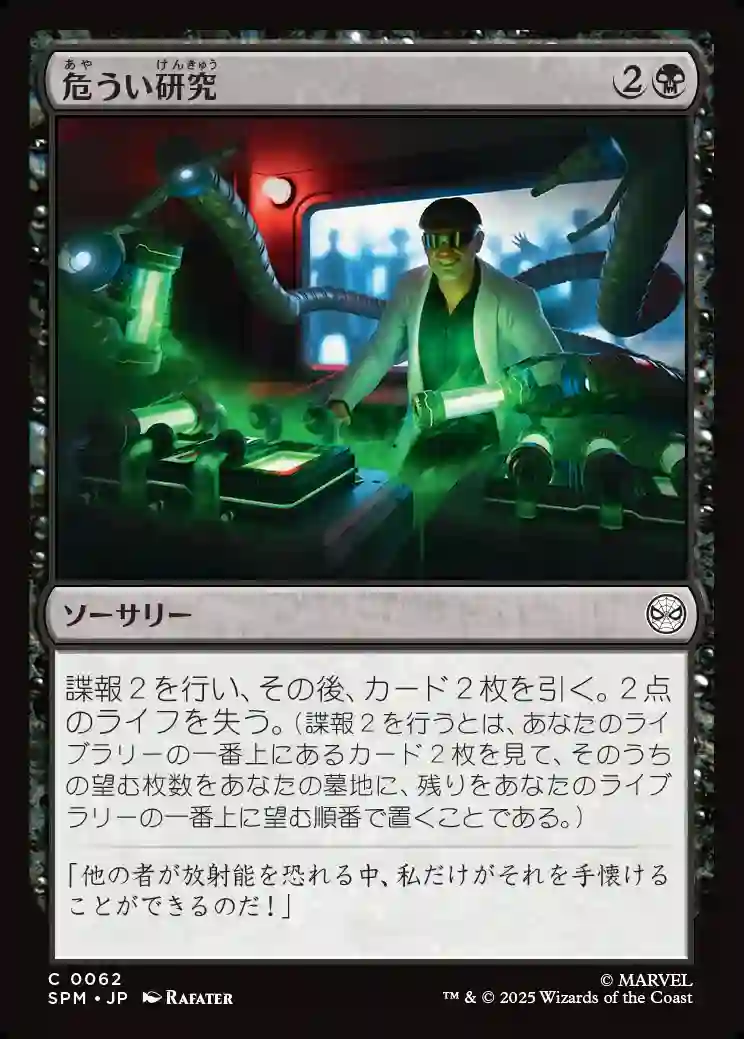 危うい研究 2
あや げんきゅう
ソーサリー
諜報２を行い、その後、カード２枚を引く。２点
のライフを失う。（諜報２を行うとは、あなたのライ
ブラリーの一番上にあるカード２枚を見て、そのうち
の望む枚数をあなたの墓地に、残りをあなたのライブ
ラリーの一番上に望む順番で置くことである。）
「他の者が放射能を恐れる中、私だけがそれを手懐ける
ことができるのだ！」
C 0062
SPM • JP RAFATER
© MARVEL
™ & © 2025 Wizards of the Coast